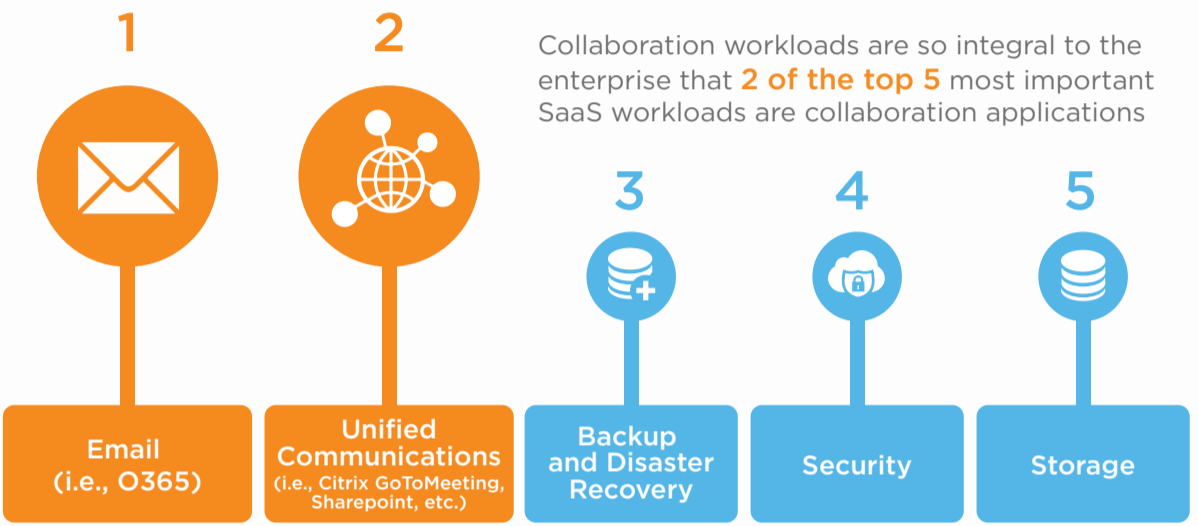 1
2
Collaboration workloads are so integral to the
enterprise that 2 of the top 5 most important
SaaS workloads are collaboration applications
3
4
5
Email
(i.e., O365)
Unified
Communications
(i.e., Citrix GoToMeeting,
Sharepoint, etc.)
Backup
and Disaster
Recovery
Security
Storage